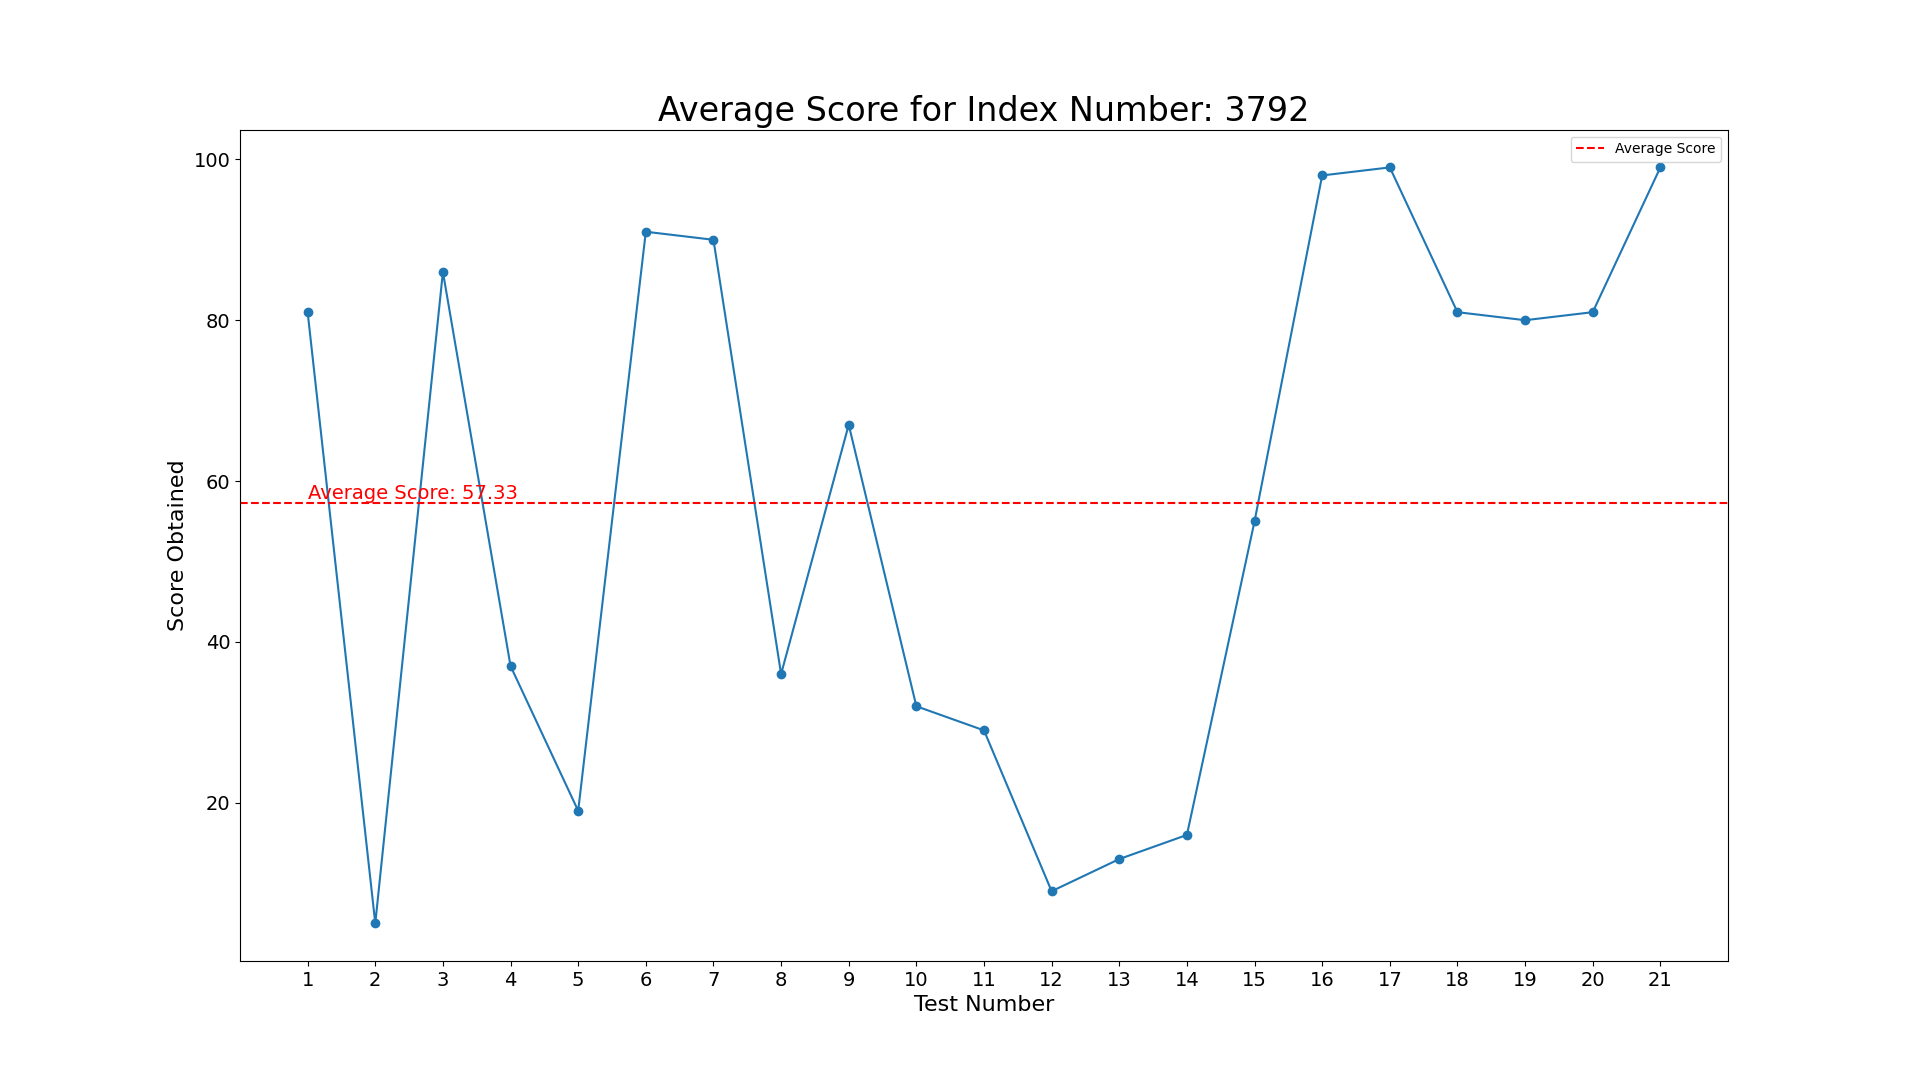 Average Score for Index Number: 3792
Average Score
100
80
60
40
20
Score Obtained
Average Score: 57.33
1 2 3 4 5 6 7 8 9 10 11 12 13 14 15 16 17 18 19 20 21
Test Number